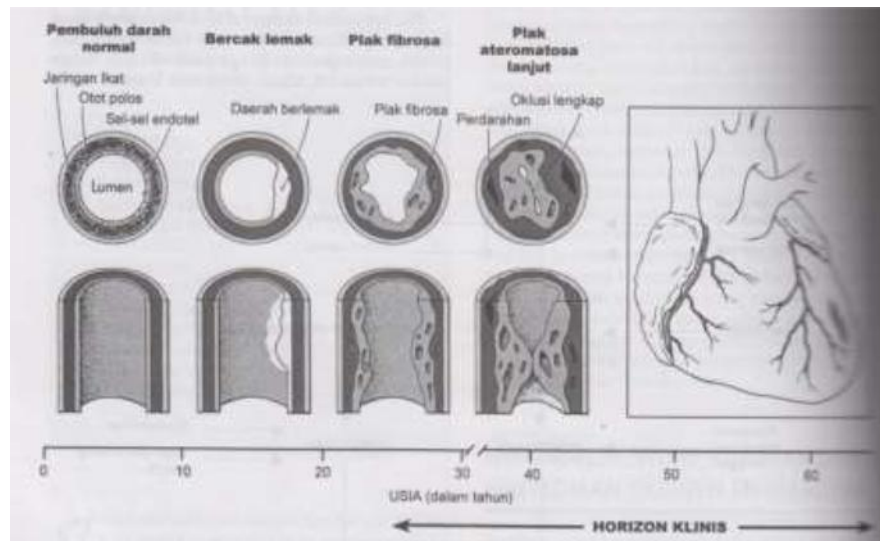 Pembuluh darah
normal
Bercak lemak
Plak fibrosa
Plak
ateromatosa
lanjut
Jaringan Ikat
Otot polos
Sel-sel endotel
Daerah berlemak
Plak fibrosa
Perdarahan
Oklusi lengkap
Lumen
0 10 20 30 40 50 60
USIA (dalam tahun)
HORIZON KLINIS